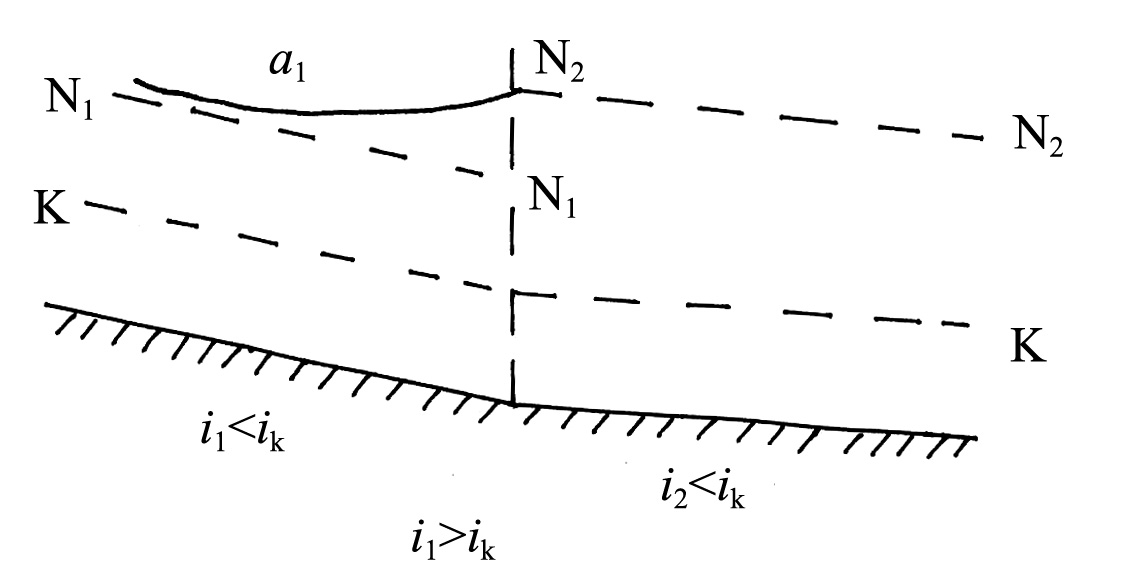 a₁
N₂
N₁
N₂
N₁
K
K
i₁<iₖ
i₂<iₖ
i₁>iₖ